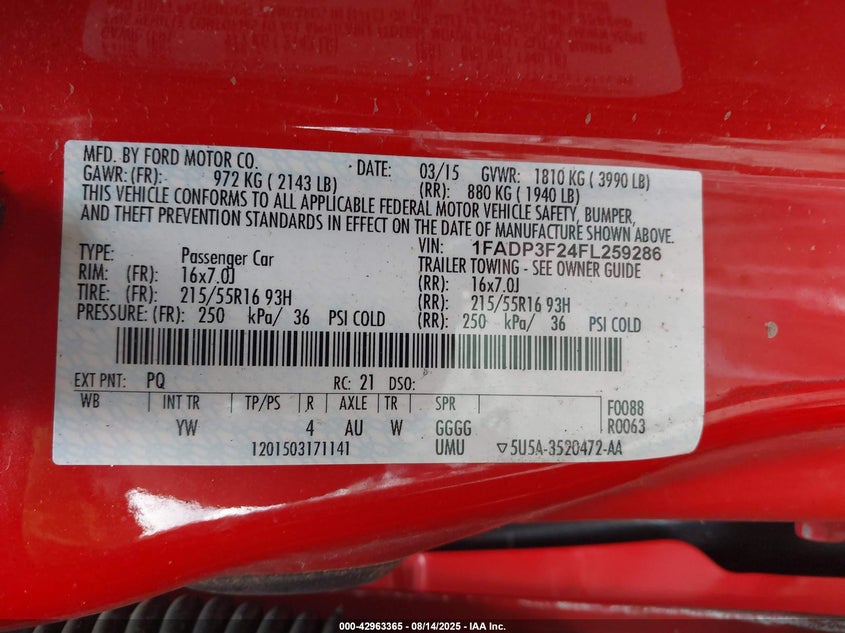 MFD. BY FORD MOTOR CO. DATE: 03/15 GVWR: 1810 KG ( 3990 LB)
GAWR: (FR): 972 KG ( 2143 LB) (RR): 880 KG ( 1940 LB)
THIS VEHICLE CONFORMS TO ALL APPLICABLE FEDERAL MOTOR VEHICLE SAFETY, BUMPER,
AND THEFT PREVENTION STANDARDS IN EFFECT ON THE DATE OF MANUFACTURE SHOWN ABOVE.
VIN: 1FADP3F24FL259286
TYPE: Passenger Car TRAILER TOWING - SEE OWNER GUIDE
RIM: (FR): 16x7.0J (RR): 16x7.0J
TIRE: (FR): 215/55R16 93H (RR): 215/55R16 93H
PRESSURE: (FR): 250 kPa/ 36 PSI COLD (RR): 250 kPa/ 36 PSI COLD
EXT PNT: PQ RC: 21 DSO:
WB INT TR TP/PS R AXLE TR SPR F0088
YW 4 AU W GGGG R0063
1201503171141 UMU ▽5U5A-3520472-AA
000-42963365 - 08/14/2025 - IAA Inc.